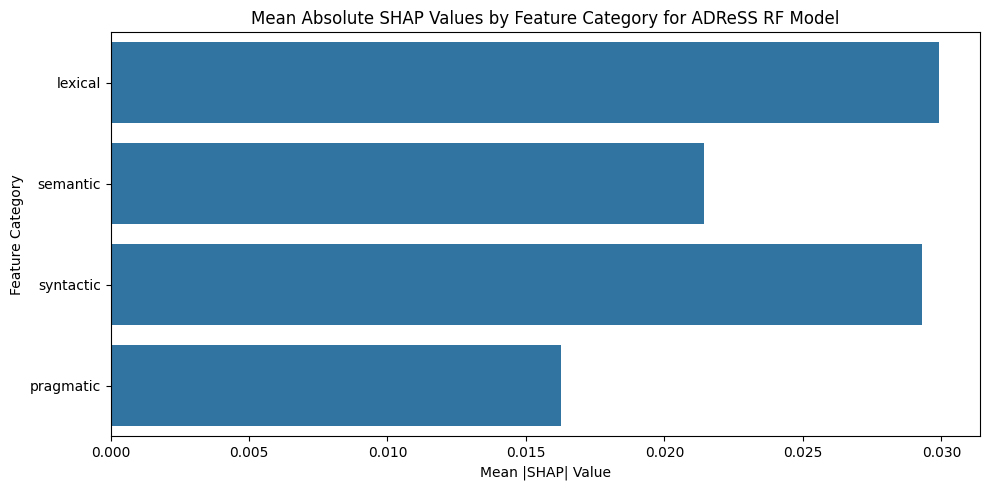 Mean Absolute SHAP Values by Feature Category for ADReSS RF Model
Feature Category
lexical
semantic
syntactic
pragmatic
0.000 0.005 0.010 0.015 0.020 0.025 0.030
Mean |SHAP| Value